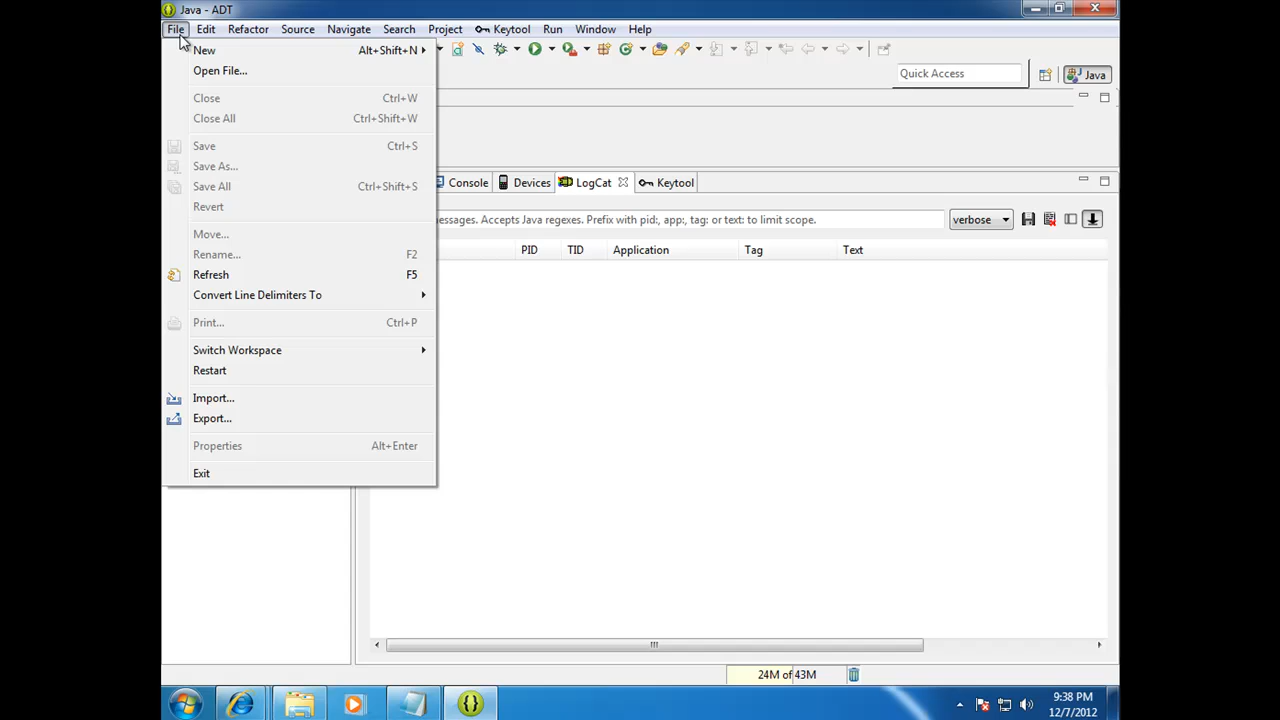 Java - ADT
File Edit Refactor Source Navigate Search Project Keytool Run Window Help
New Alt+Shift+N
Open File...
Quick Access
Java
Close Ctrl+W
Close All Ctrl+Shift+W
Save Ctrl+S
Save As...
Save All Ctrl+Shift+S
Revert
Move...
Rename... F2
Refresh F5
Convert Line Delimiters To
Print... Ctrl+P
Switch Workspace
Restart
Import...
Export...
Properties Alt+Enter
Exit
Console Devices LogCat Keytool
essages. Accepts Java regexes. Prefix with pid:, app:, tag: or text: to limit scope.
verbose
PID TID Application Tag Text
24M of 43M
9:38 PM
12/7/2012